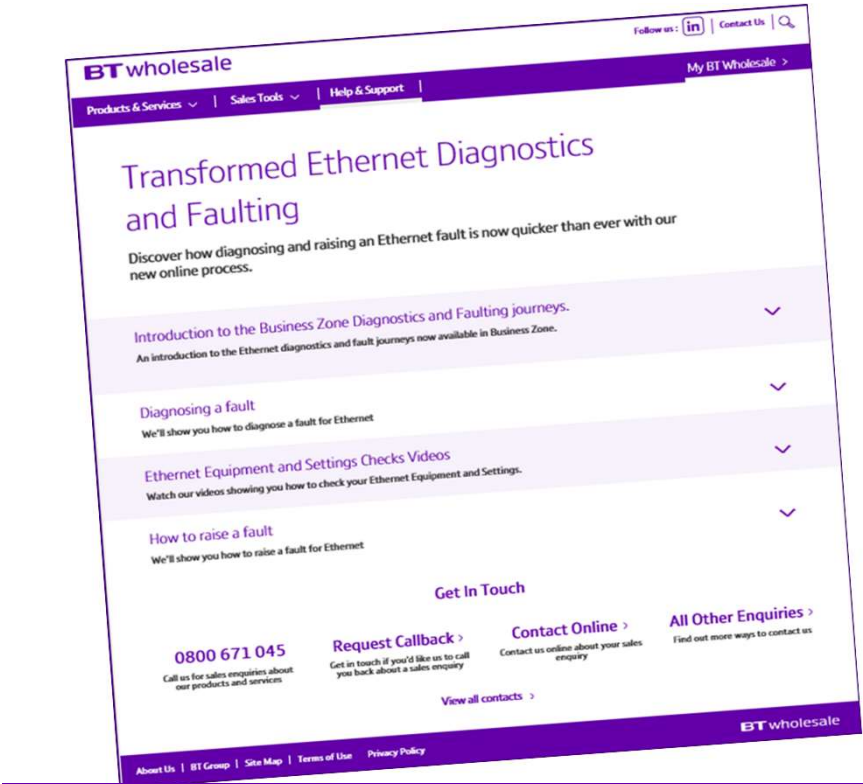 Follow us : in | Contact Us |
BT wholesale
Products & Services | Sales Tools | Help & Support |
My BT Wholesale >
Transformed Ethernet Diagnostics
and Faulting
Discover how diagnosing and raising an Ethernet fault is now quicker than ever with our
new online process.
Introduction to the Business Zone Diagnostics and Faulting journeys.
An introduction to the Ethernet diagnostics and fault journeys now available in Business Zone.
Diagnosing a fault
We'll show you how to diagnose a fault for Ethernet
Ethernet Equipment and Settings Checks Videos
Watch our videos showing you how to check your Ethernet Equipment and Settings.
How to raise a fault
We'll show you how to raise a fault for Ethernet
Get In Touch
0800 671 045
Call us for sales enquiries about
our products and services
Request Callback >
Get in touch if you'd like us to call
you back about a sales enquiry
Contact Online >
Contact us online about your sales
enquiry
All Other Enquiries >
Find out more ways to contact us
View all contacts >
About Us | BT Group | Site Map | Terms of Use Privacy Policy
BT wholesale